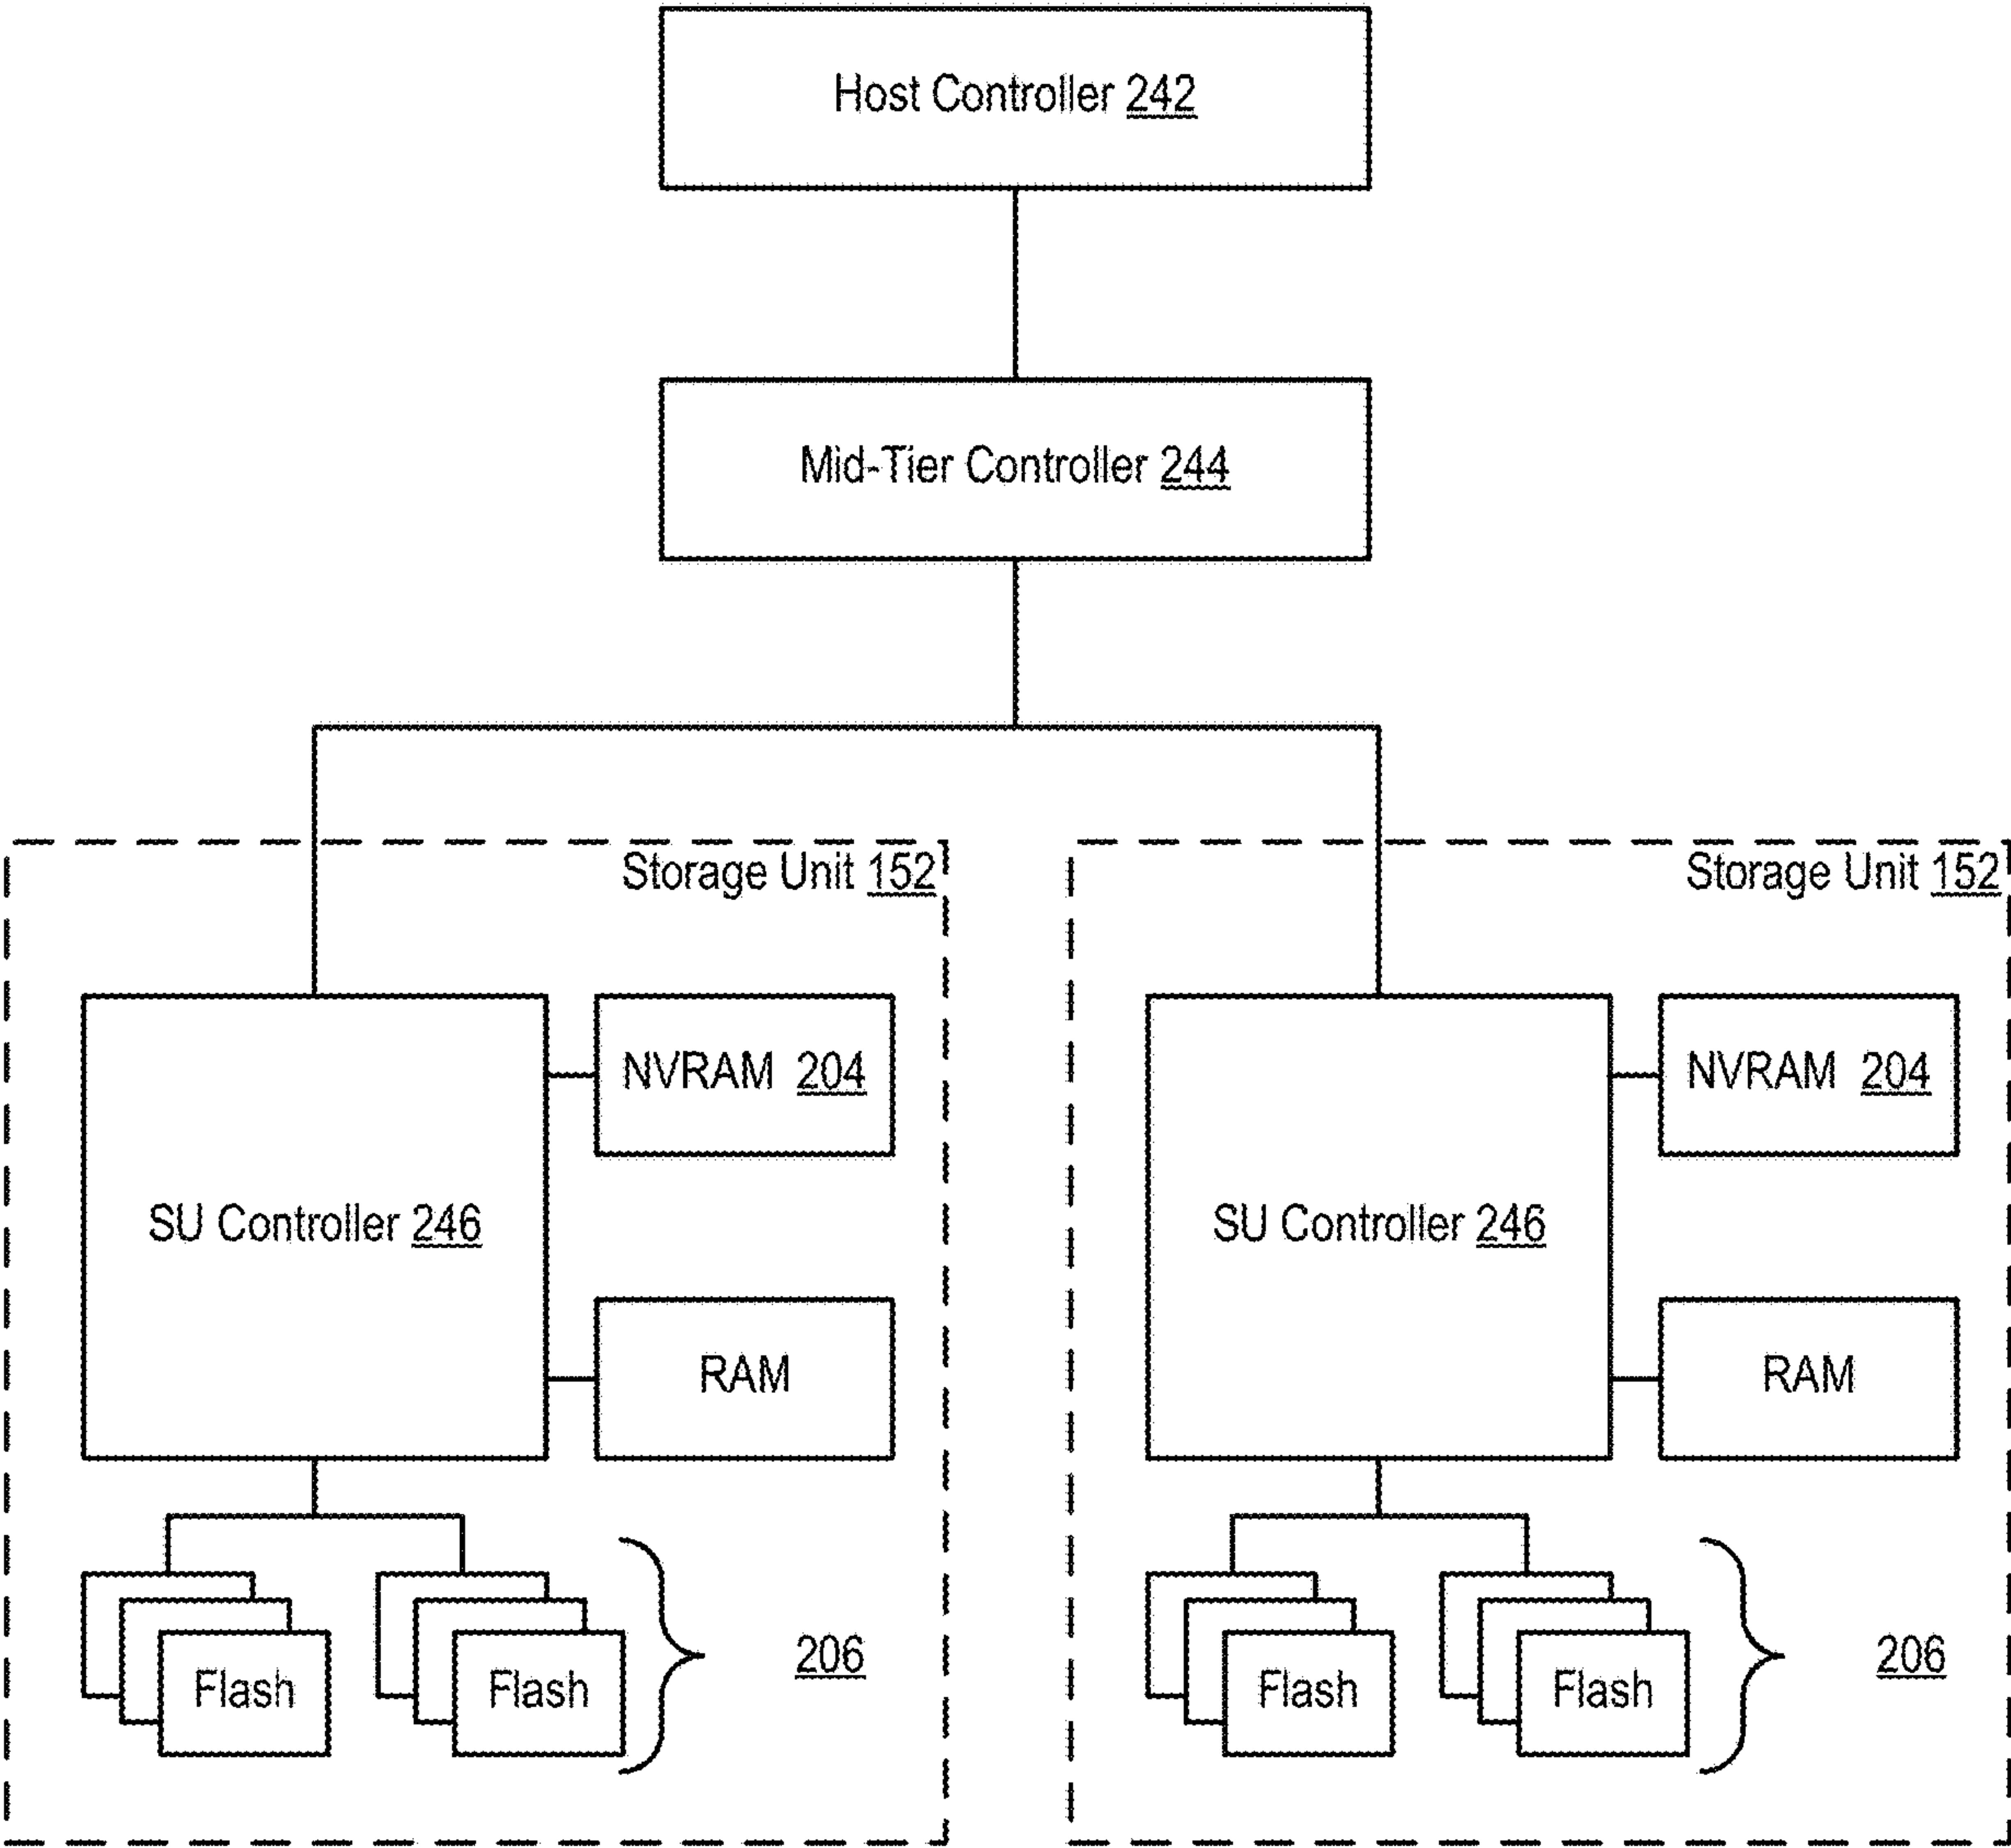 Host Controller 242
Mid-Tier Controller 244
Storage Unit 152
NVRAM 204
SU Controller 246
RAM
Flash
Flash
206
Storage Unit 152
NVRAM 204
SU Controller 246
RAM
Flash
Flash
206